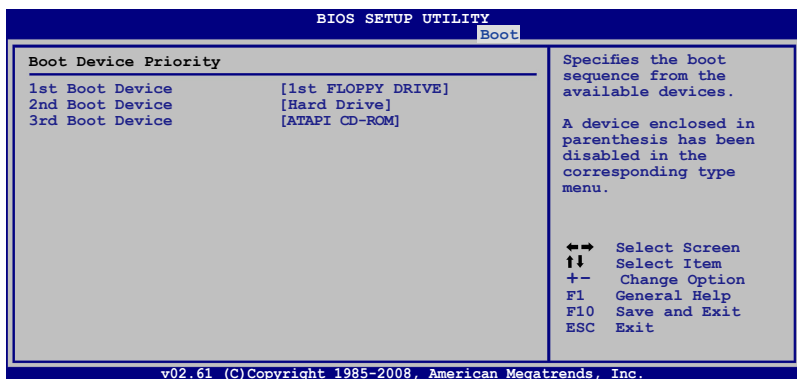 BIOS SETUP UTILITY
Boot
Boot Device Priority
1st Boot Device [1st FLOPPY DRIVE]
2nd Boot Device [Hard Drive]
3rd Boot Device [ATAPI CD-ROM]
Specifies the boot
sequence from the
available devices.
A device enclosed in
parenthesis has been
disabled in the
corresponding type
menu.
←→ Select Screen
↑↓ Select Item
+- Change Option
F1 General Help
F10 Save and Exit
ESC Exit
v02.61 (C)Copyright 1985-2008, American Megatrends, Inc.